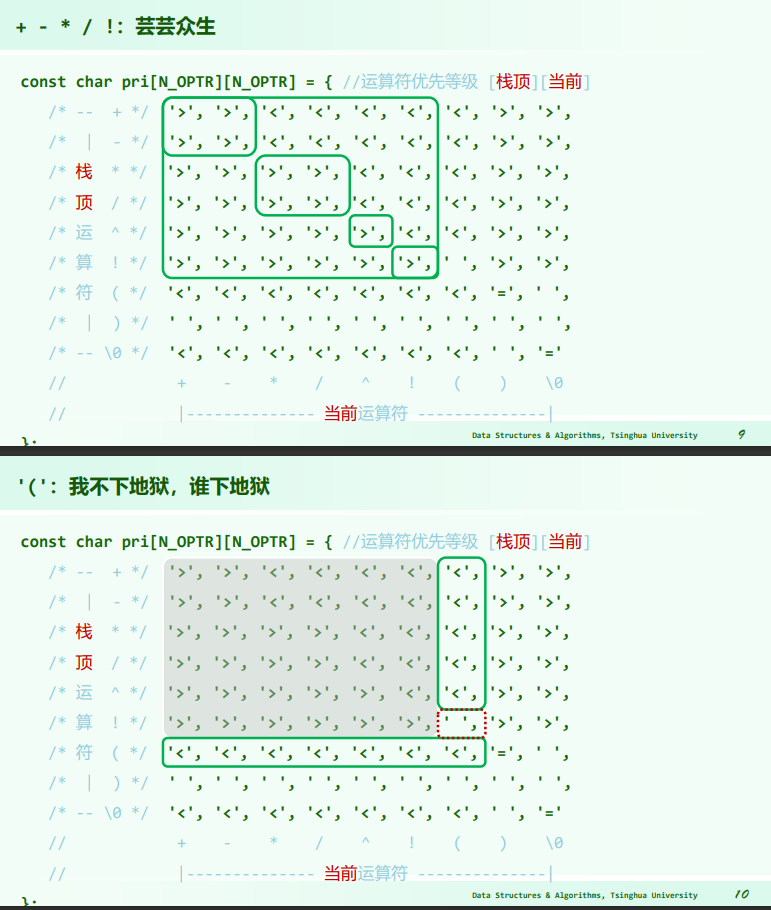 + - * / !: 芸芸众生
const char pri[N_OPTR][N_OPTR] = { //运算符优先等级 [栈顶][当前]
/* -- + */ '>', '>', '<', '<', '<', '<', '<', '>', '>',
/* | - */ '>', '>', '<', '<', '<', '<', '<', '>', '>',
/* 栈 * */ '>', '>', '>', '>', '<', '<', '<', '>', '>',
/* 顶 / */ '>', '>', '>', '>', '<', '<', '<', '>', '>',
/* 运 ^ */ '>', '>', '>', '>', '>', '<', '<', '>', '>',
/* 算 ! */ '>', '>', '>', '>', '>', '>', ' ', '>', '>',
/* 符 ( */ '<', '<', '<', '<', '<', '<', '<', '=', ' ',
/* | ) */ ' ', ' ', ' ', ' ', ' ', ' ', ' ', ' ', ' ',
/* -- \0 */ '<', '<', '<', '<', '<', '<', '<', ' ', '='
// + - * / ^ ! ( ) \0
// |-------------- 当前运算符 --------------|
};
Data Structures & Algorithms, Tsinghua University 9
'(': 我不下地狱，谁下地狱
const char pri[N_OPTR][N_OPTR] = { //运算符优先等级 [栈顶][当前]
/* -- + */ '>', '>', '<', '<', '<', '<', '<', '>', '>',
/* | - */ '>', '>', '<', '<', '<', '<', '<', '>', '>',
/* 栈 * */ '>', '>', '>', '>', '<', '<', '<', '>', '>',
/* 顶 / */ '>', '>', '>', '>', '<', '<', '<', '>', '>',
/* 运 ^ */ '>', '>', '>', '>', '>', '<', '<', '>', '>',
/* 算 ! */ '>', '>', '>', '>', '>', '>', ' ', '>', '>',
/* 符 ( */ '<', '<', '<', '<', '<', '<', '<', '=', ' ',
/* | ) */ ' ', ' ', ' ', ' ', ' ', ' ', ' ', ' ', ' ',
/* -- \0 */ '<', '<', '<', '<', '<', '<', '<', ' ', '='
// + - * / ^ ! ( ) \0
// |-------------- 当前运算符 --------------|
};
Data Structures & Algorithms, Tsinghua University 10